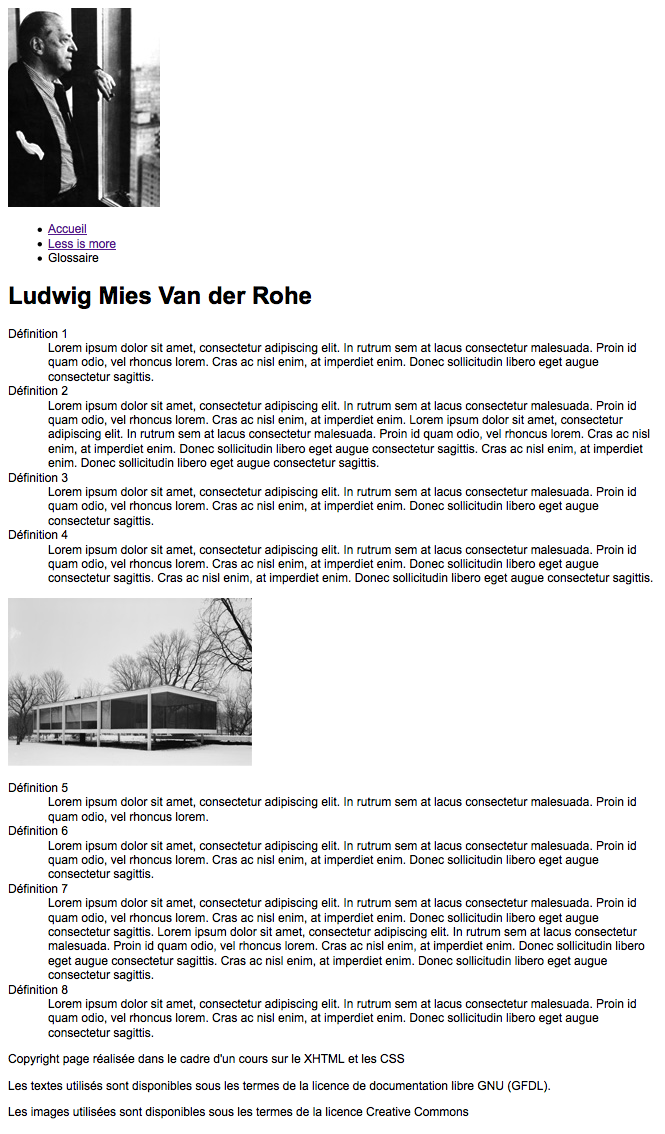 Accueil
Less is more
Glossaire
Ludwig Mies Van der Rohe
Définition 1
Lorem ipsum dolor sit amet, consectetur adipiscing elit. In rutrum sem at lacus consectetur malesuada. Proin id
quam odio, vel rhoncus lorem. Cras ac nisl enim, at imperdiet enim. Donec sollicitudin libero eget augue
consectetur sagittis.
Définition 2
Lorem ipsum dolor sit amet, consectetur adipiscing elit. In rutrum sem at lacus consectetur malesuada. Proin id
quam odio, vel rhoncus lorem. Cras ac nisl enim, at imperdiet enim. Lorem ipsum dolor sit amet, consectetur
adipiscing elit. In rutrum sem at lacus consectetur malesuada. Proin id quam odio, vel rhoncus lorem. Cras ac nisl
enim, at imperdiet enim. Donec sollicitudin libero eget augue consectetur sagittis. Cras ac nisl enim, at imperdiet
enim. Donec sollicitudin libero eget augue consectetur sagittis.
Définition 3
Lorem ipsum dolor sit amet, consectetur adipiscing elit. In rutrum sem at lacus consectetur malesuada. Proin id
quam odio, vel rhoncus lorem. Cras ac nisl enim, at imperdiet enim. Donec sollicitudin libero eget augue
consectetur sagittis.
Définition 4
Lorem ipsum dolor sit amet, consectetur adipiscing elit. In rutrum sem at lacus consectetur malesuada. Proin id
quam odio, vel rhoncus lorem. Cras ac nisl enim, at imperdiet enim. Donec sollicitudin libero eget augue
consectetur sagittis. Cras ac nisl enim, at imperdiet enim. Donec sollicitudin libero eget augue consectetur sagittis.
Définition 5
Lorem ipsum dolor sit amet, consectetur adipiscing elit. In rutrum sem at lacus consectetur malesuada. Proin id
quam odio, vel rhoncus lorem.
Définition 6
Lorem ipsum dolor sit amet, consectetur adipiscing elit. In rutrum sem at lacus consectetur malesuada. Proin id
quam odio, vel rhoncus lorem. Cras ac nisl enim, at imperdiet enim. Donec sollicitudin libero eget augue
consectetur sagittis.
Définition 7
Lorem ipsum dolor sit amet, consectetur adipiscing elit. In rutrum sem at lacus consectetur malesuada. Proin id
quam odio, vel rhoncus lorem. Cras ac nisl enim, at imperdiet enim. Donec sollicitudin libero eget augue
consectetur sagittis. Lorem ipsum dolor sit amet, consectetur adipiscing elit. In rutrum sem at lacus consectetur
malesuada. Proin id quam odio, vel rhoncus lorem. Cras ac nisl enim, at imperdiet enim. Donec sollicitudin libero
eget augue consectetur sagittis. Cras ac nisl enim, at imperdiet enim. Donec sollicitudin libero eget augue
consectetur sagittis.
Définition 8
Lorem ipsum dolor sit amet, consectetur adipiscing elit. In rutrum sem at lacus consectetur malesuada. Proin id
quam odio, vel rhoncus lorem. Cras ac nisl enim, at imperdiet enim. Donec sollicitudin libero eget augue
consectetur sagittis.
Copyright page réalisée dans le cadre d'un cours sur le XHTML et les CSS
Les textes utilisés sont disponibles sous les termes de la licence de documentation libre GNU (GFDL).
Les images utilisées sont disponibles sous les termes de la licence Creative Commons